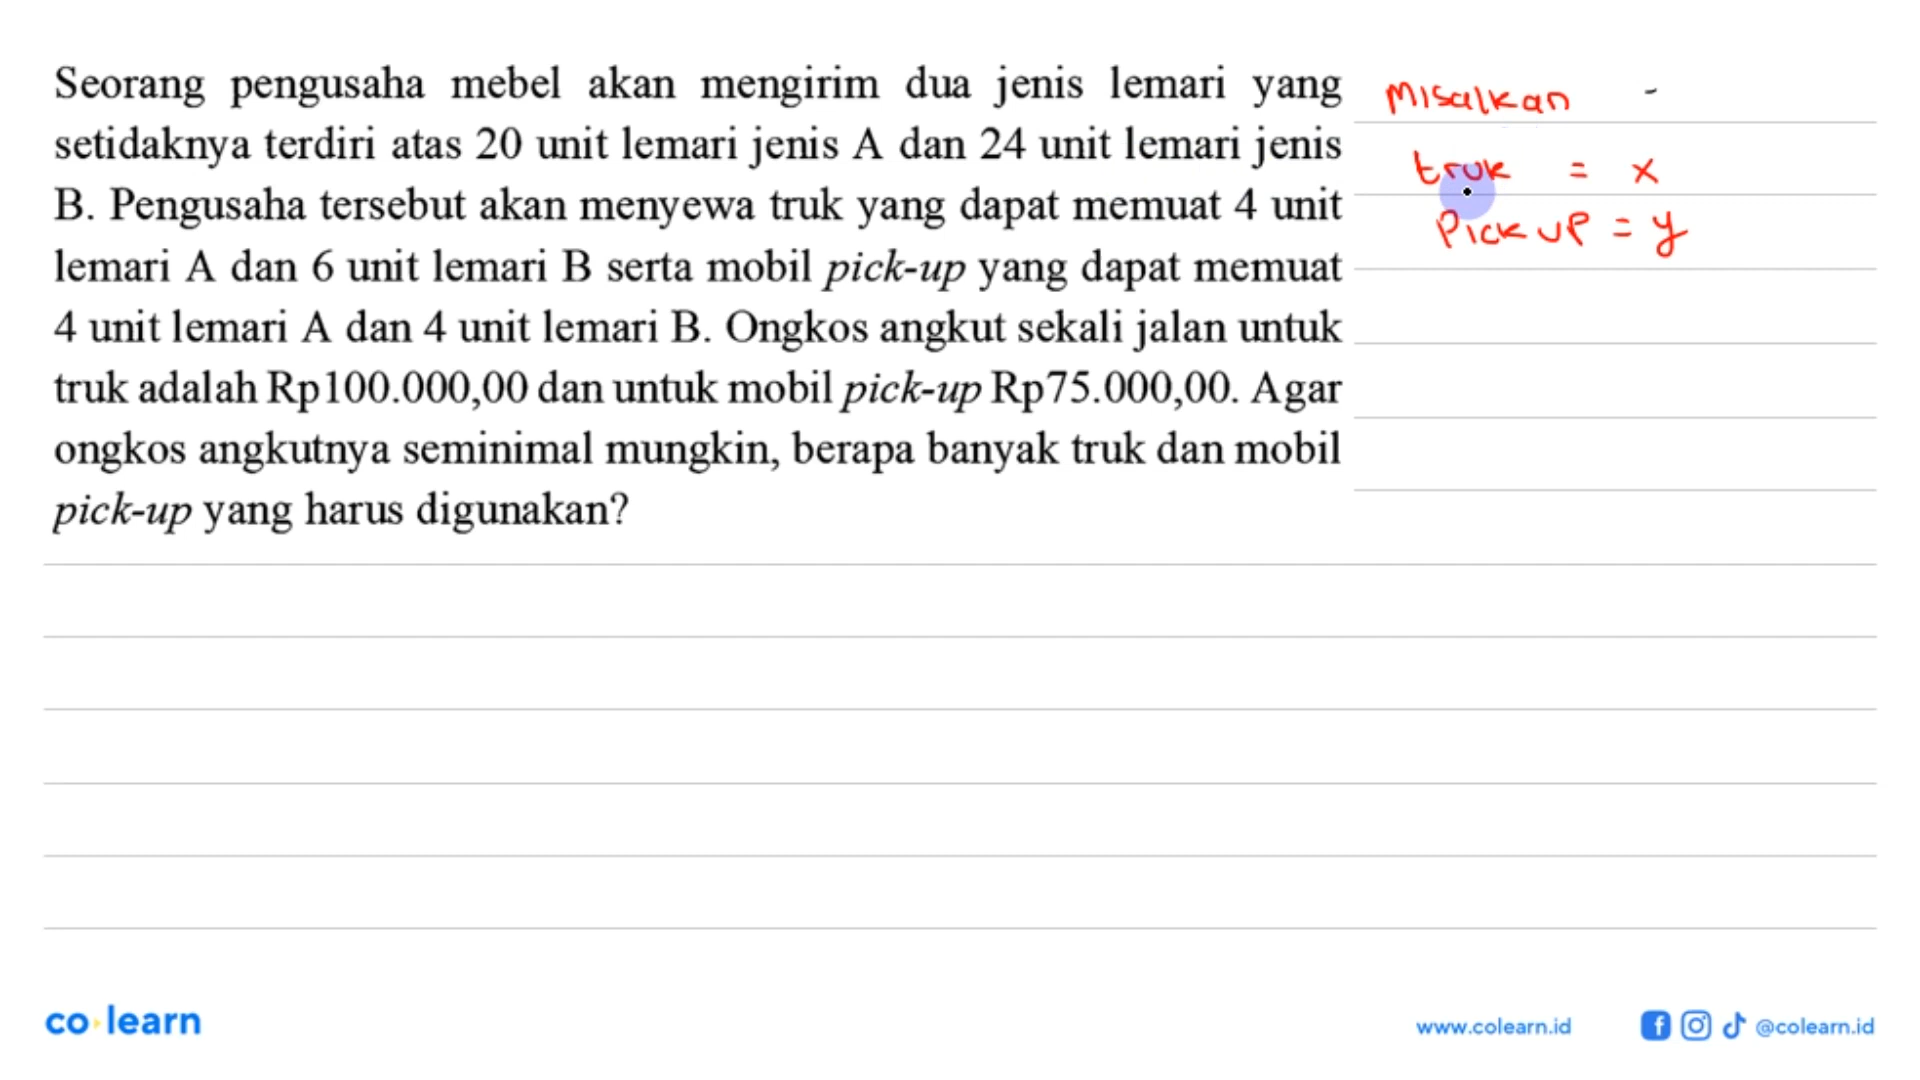 Seorang pengusaha mebel akan mengirim dua jenis lemari yang
setidaknya terdiri atas 20 unit lemari jenis A dan 24 unit lemari jenis
B. Pengusaha tersebut akan menyewa truk yang dapat memuat 4 unit
lemari A dan 6 unit lemari B serta mobil pick-up yang dapat memuat
4 unit lemari A dan 4 unit lemari B. Ongkos angkut sekali jalan untuk
truk adalah Rp100.000,00 dan untuk mobil pick-up Rp75.000,00. Agar
ongkos angkutnya seminimal mungkin, berapa banyak truk dan mobil
pick-up yang harus digunakan?
Misalkan -
truk = x
Pick up = y
co learn
www.colearn.id
@colearn.id